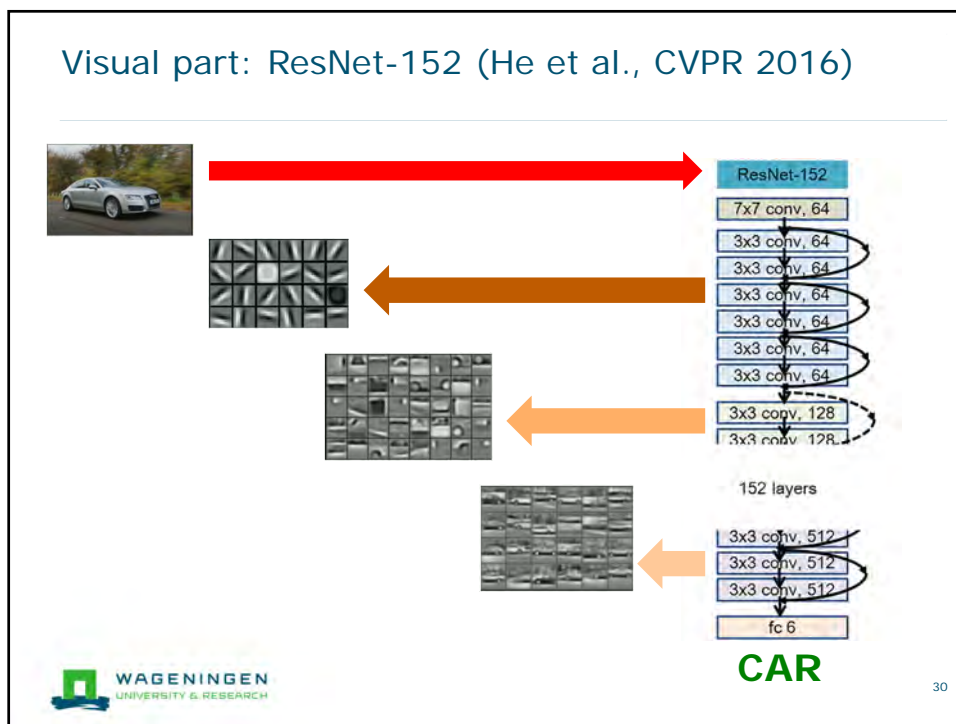 Visual part: ResNet-152 (He et al., CVPR 2016)
ResNet-152
7x7 conv, 64
3x3 conv, 64
3x3 conv, 64
3x3 conv, 64
3x3 conv, 64
3x3 conv, 64
3x3 conv, 64
3x3 conv, 128
3x3 conv, 128
152 layers
3x3 conv, 512
3x3 conv, 512
3x3 conv, 512
fc 6
CAR
WAGENINGEN
UNIVERSITY & RESEARCH
30